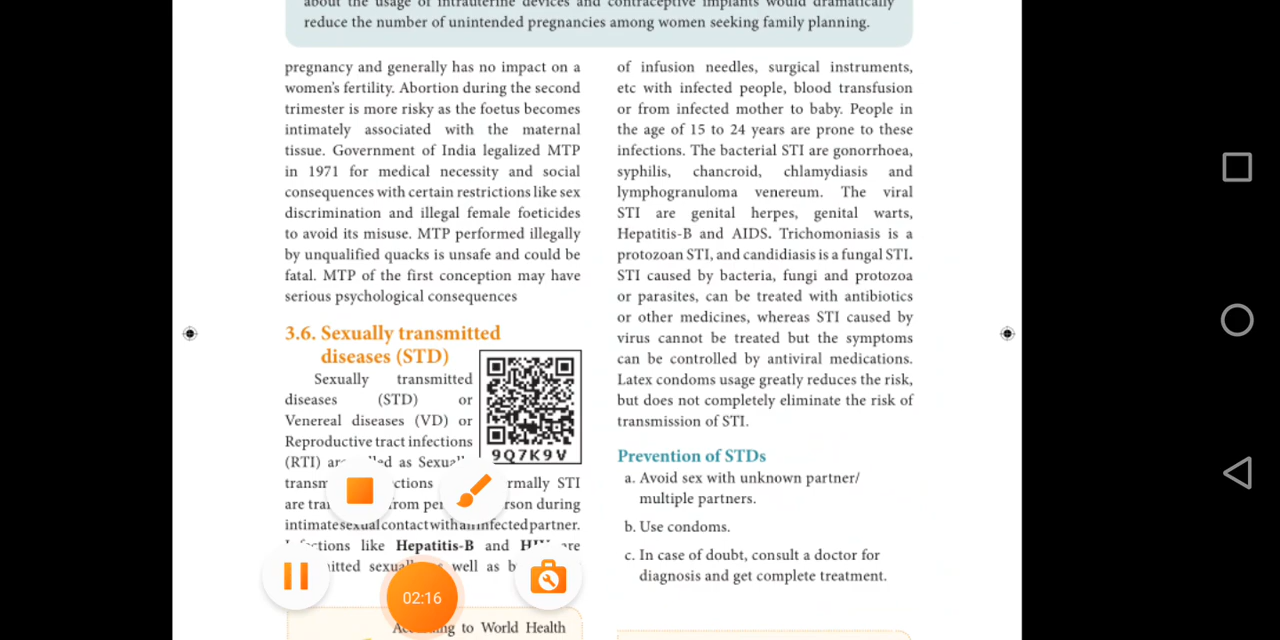 about the usage of intrauterine devices and contraceptive implants would dramatically
reduce the number of unintended pregnancies among women seeking family planning.
pregnancy and generally has no impact on a
women's fertility. Abortion during the second
trimester is more risky as the foetus becomes
intimately associated with the maternal
tissue. Government of India legalized MTP
in 1971 for medical necessity and social
consequences with certain restrictions like sex
discrimination and illegal female foeticides
to avoid its misuse. MTP performed illegally
by unqualified quacks is unsafe and could be
fatal. MTP of the first conception may have
serious psychological consequences
3.6. Sexually transmitted
diseases (STD)
Sexually transmitted
diseases (STD) or
Venereal diseases (VD) or
Reproductive tract infections
(RTI) are as
STI
are from during
intimate sexual contact with an infected partner.
like Hepatitis-B and
well as
9Q7K9V
02:16
to World Health
of infusion needles, surgical instruments,
etc with infected people, blood transfusion
or from infected mother to baby. People in
the age of 15 to 24 years are prone to these
infections. The bacterial STI are gonorrhoea,
syphilis, chancroid, chlamydiasis and
lymphogranuloma venereum. The viral
STI are genital herpes, genital warts,
Hepatitis-B and AIDS. Trichomoniasis is a
protozoan STI, and candidiasis is a fungal STI.
STI caused by bacteria, fungi and protozoa
or parasites, can be treated with antibiotics
or other medicines, whereas STI caused by
virus cannot be treated but the symptoms
can be controlled by antiviral medications.
Latex condoms usage greatly reduces the risk,
but does not completely eliminate the risk of
transmission of STI.
Prevention of STDs
a. Avoid sex with unknown partner/
multiple partners.
b. Use condoms.
c. In case of doubt, consult a doctor for
diagnosis and get complete treatment.